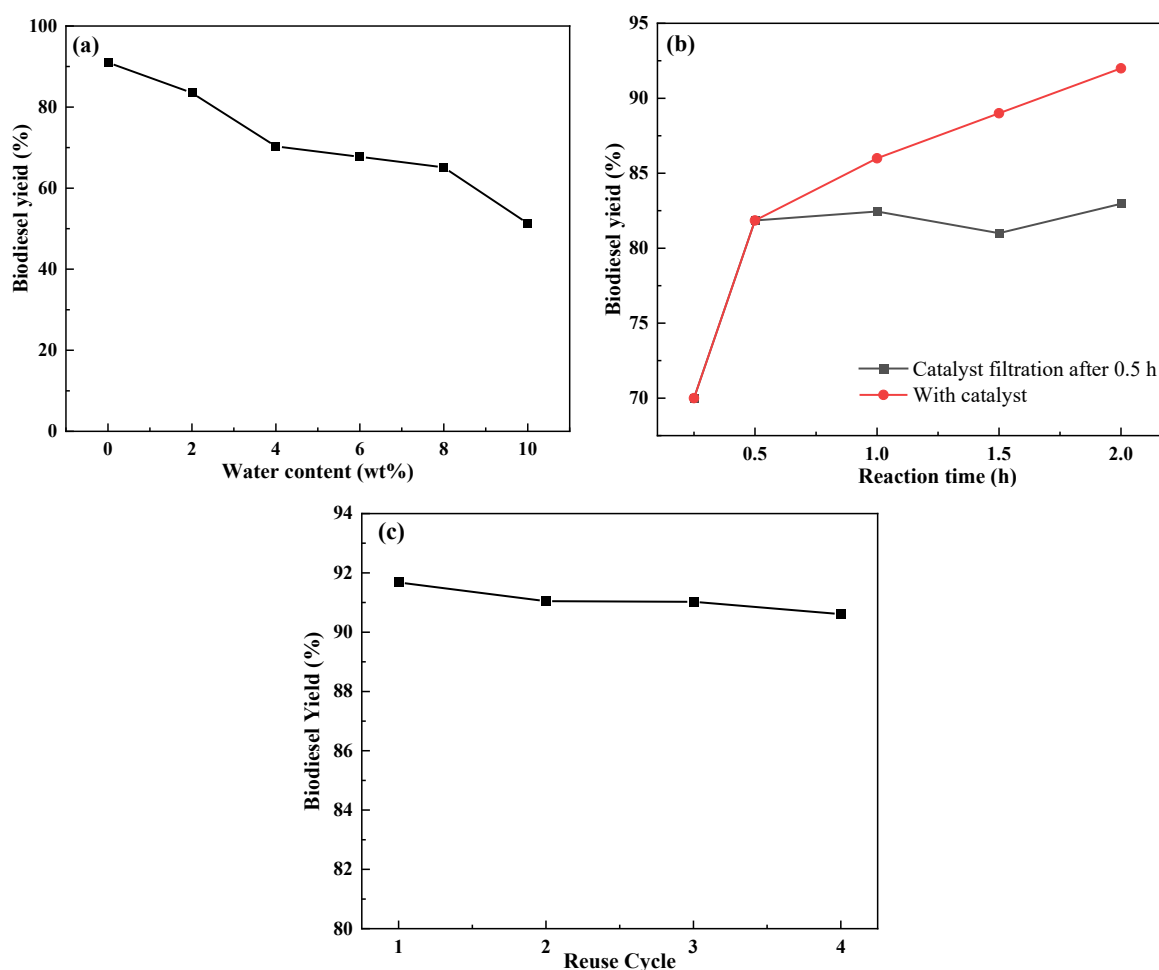 (a)
100
80
60
40
20
0
Biodiesel yieid (%)
0 2 4 6 8 10
Water content (wt%)
(b)
95
90
85
80
75
70
Biodiesel yieid (%)
Catalyst filtration after 0.5 h
With catalyst
0.5 1.0 1.5 2.0
Reaction time (h)
(c)
94
92
90
88
86
84
82
80
Biodiesel Yield (%)
1 2 3 4
Reuse Cycle